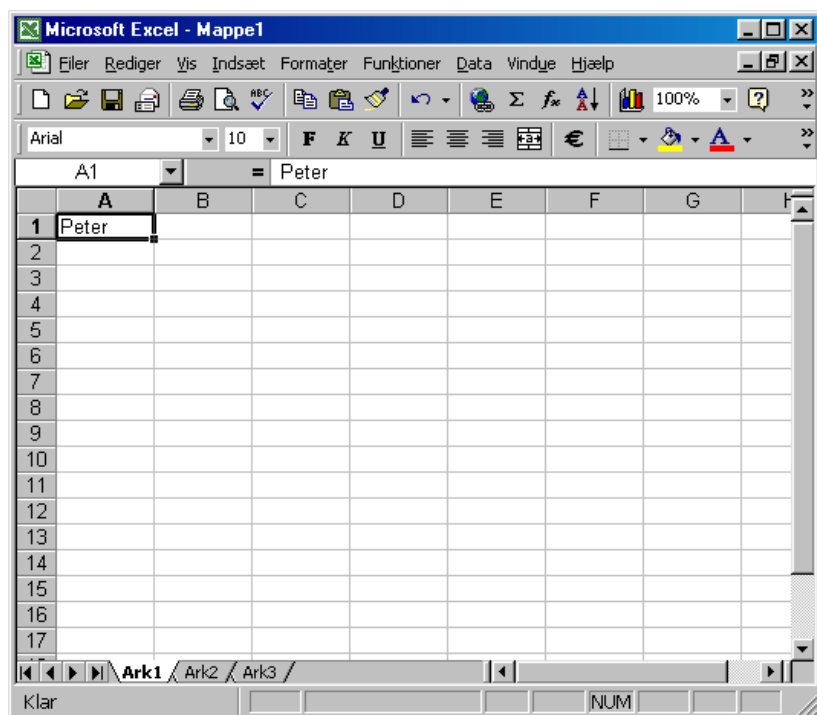 Microsoft Excel - Mappe1
Filer Rediger Vis Indsæt Formater Funktioner Data Vindue Hjælp
ABC Σ fx A Z 100% ?
Arial 10 F K U a € A
A1 = Peter
A B C D E F G H
1 Peter
2
3
4
5
6
7
8
9
10
11
12
13
14
15
16
17
Ark1 Ark2 Ark3
Klar NUM